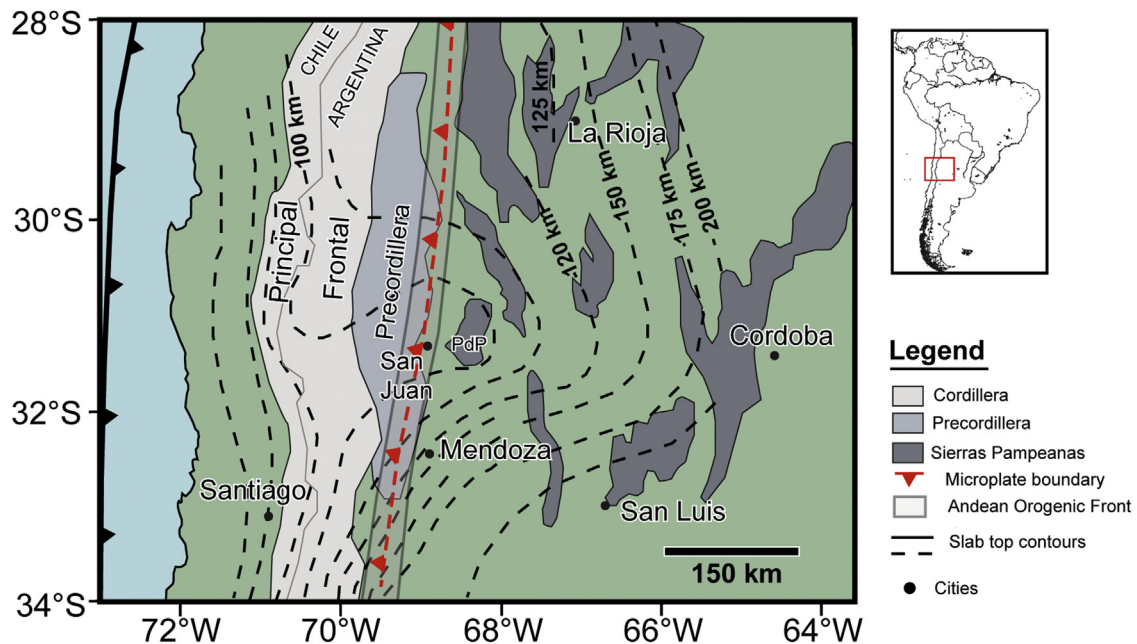 28°S
30°S
32°S
34°S
72°W
70°W
68°W
66°W
64°W
CHILE
ARGENTINA
100 km
125 km
La Rioja
150 km
175 km
200 km
120 km
Principal
Frontal
Precordillera
PdP
San
Juan
Cordoba
Mendoza
Santiago
San Luis
150 km
Legend
Cordillera
Precordillera
Sierras Pampeanas
Microplate boundary
Andean Orogenic Front
Slab top contours
Cities